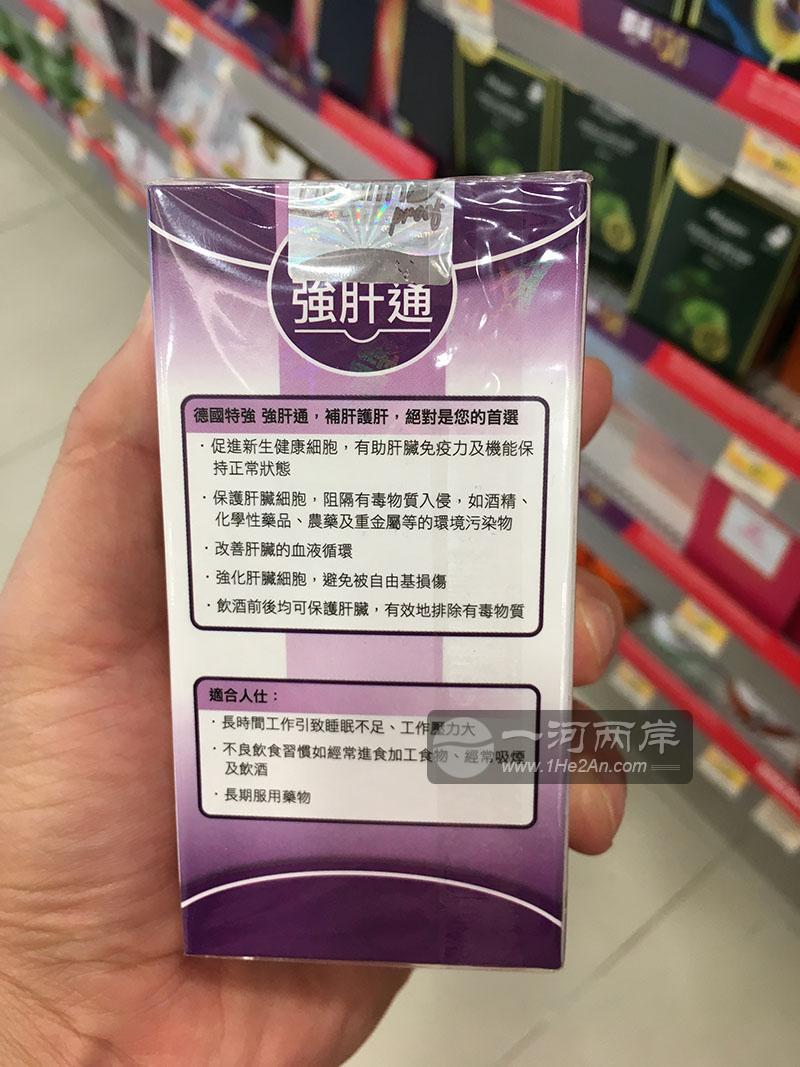 proof
強肝通
德國特強 強肝通，補肝護肝，絕對是您的首選
·促進新生健康細胞，有助肝臟免疫力及機能保
持正常狀態
·保護肝臟細胞，阻隔有毒物質入侵，如酒精、
化學性藥品、農藥及重金屬等的環境污染物
·改善肝臟的血液循環
·強化肝臟細胞，避免被自由基損傷
·飲酒前後均可保護肝臟，有效地排除有毒物質
適合人仕：
·長時間工作引致睡眠不足、工作壓力大
·不良飲食習慣如經常進食加工食物、經常吸煙
及飲酒
·長期服用藥物
一河两岸
www.1He2An.com